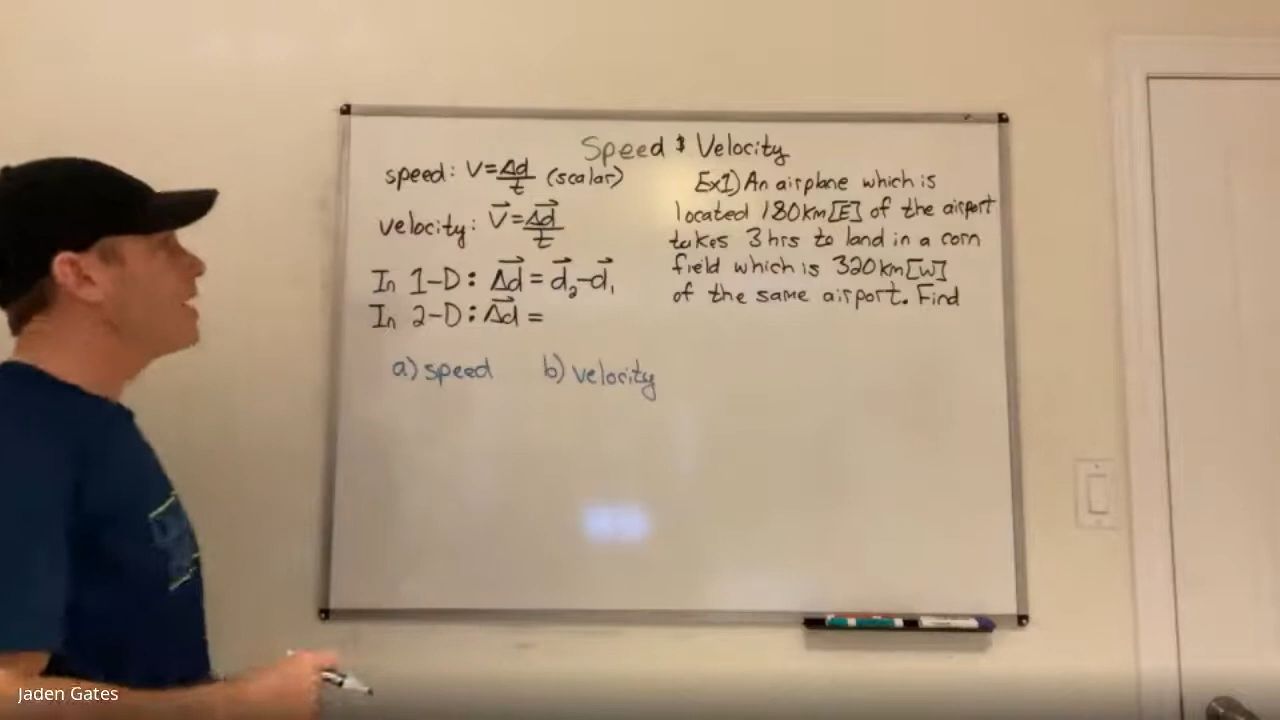 Speed & Velocity
speed: V=Δd/t (scalar)
velocity: V⃗=Δd⃗/t
In 1-D: Δd⃗ = d⃗₂-d⃗₁
In 2-D: Δd⃗ =
Ex1) An airplane which is
located 180km[E] of the airport
takes 3hrs to land in a corn
field which is 320km[W]
of the same airport. Find
a) speed b) velocity
Jaden Gates